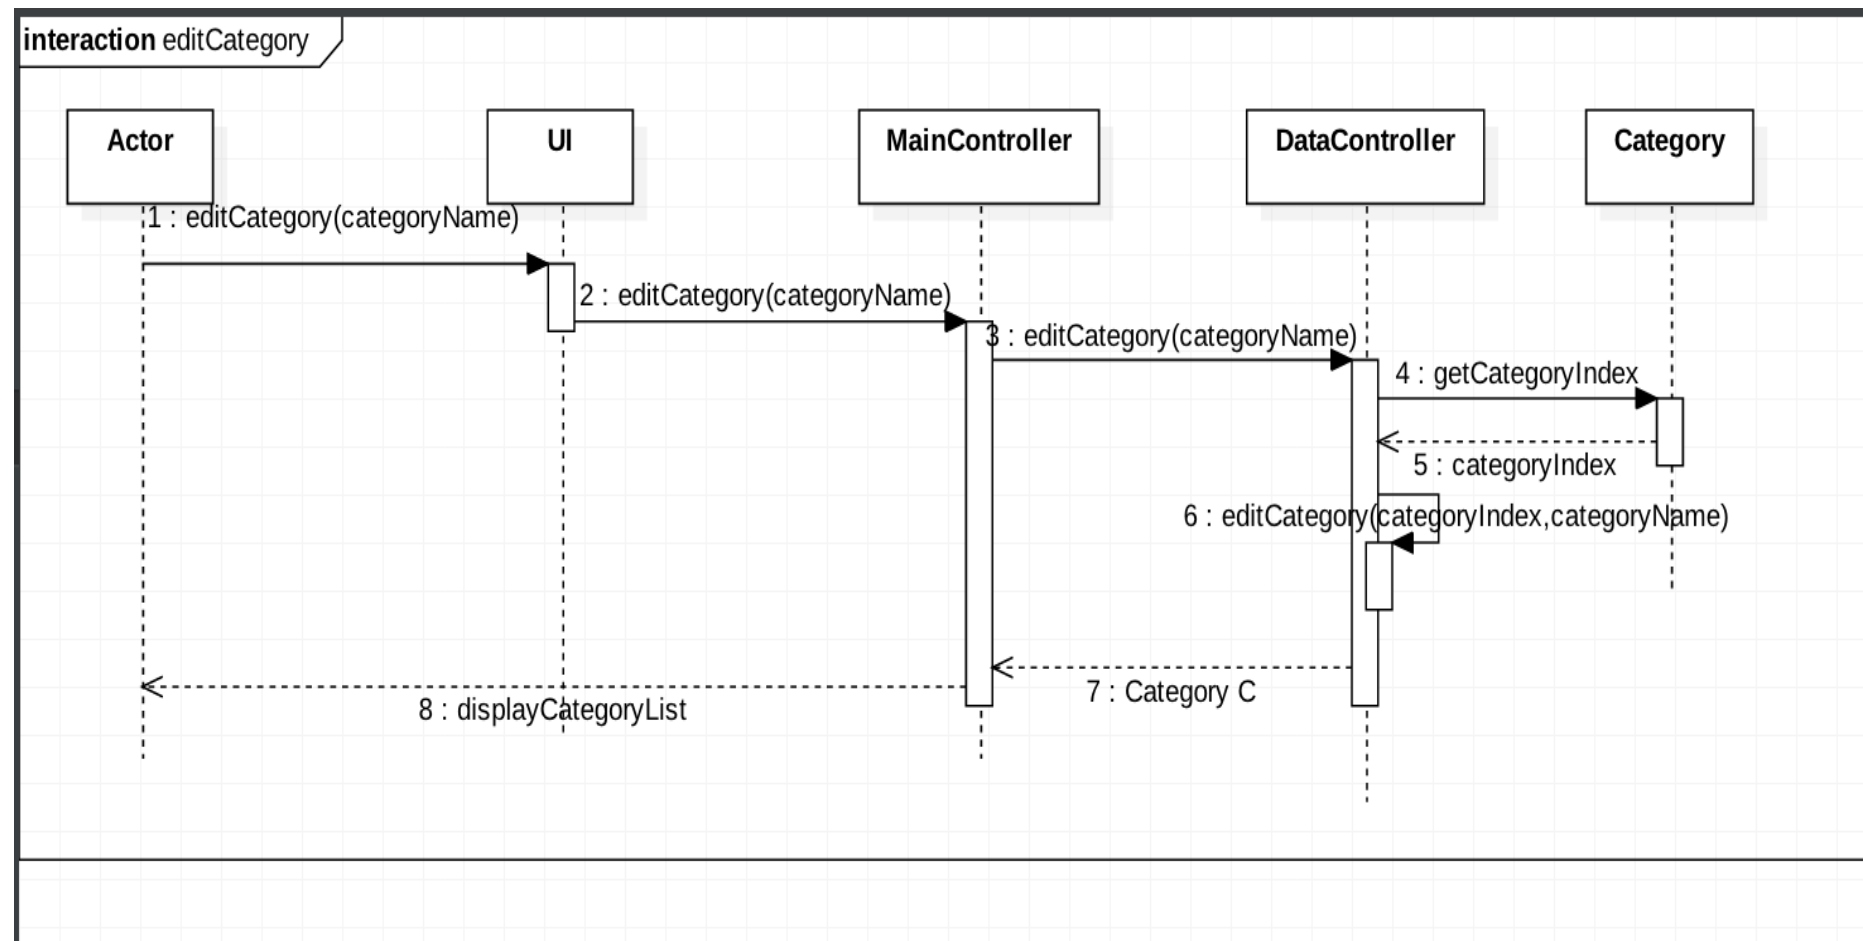 interaction editCategory
Actor
UI
MainController
DataController
Category
1 : editCategory(categoryName)
2 : editCategory(categoryName)
3 : editCategory(categoryName)
4 : getCategoryIndex
5 : categoryIndex
6 : editCategory(categoryIndex,categoryName)
7 : Category C
8 : displayCategoryList